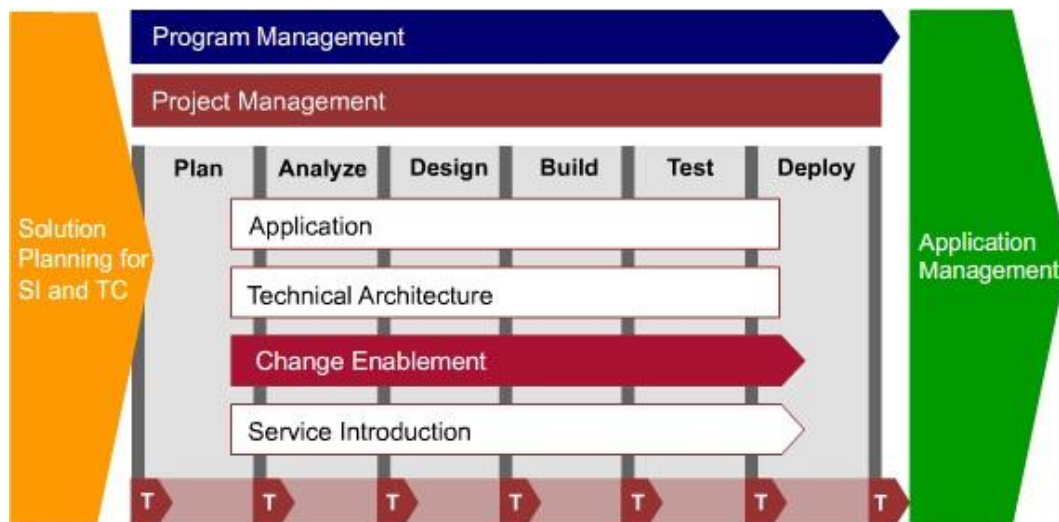 Program Management
Project Management
Plan Analyze Design Build Test Deploy
Solution
Planning for
SI and TC
Application
Technical Architecture
Change Enablement
Service Introduction
Application
Management
T T T T T T T